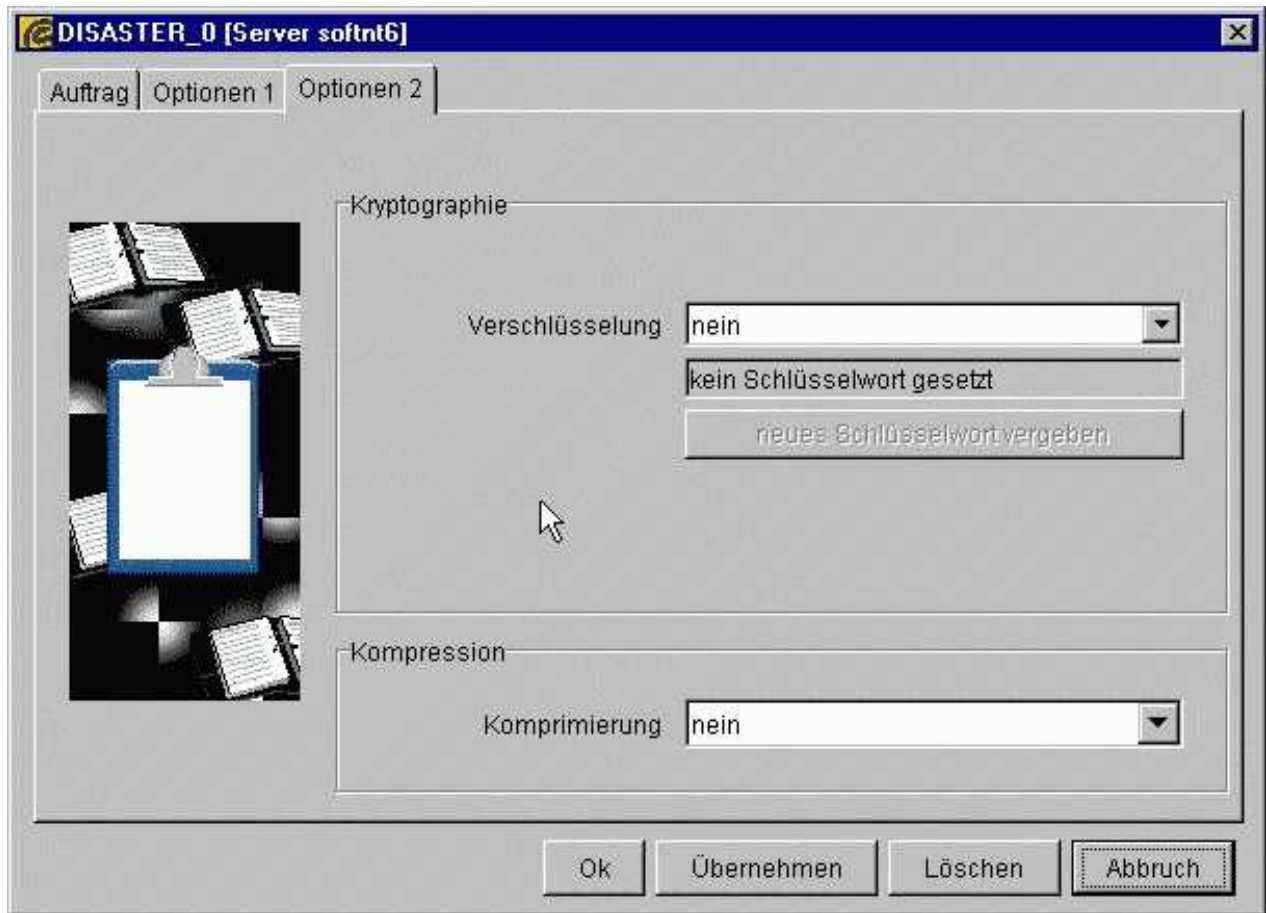 DISASTER_0 [Server softnt6]
Auftrag Optionen 1 Optionen 2
Kryptographie
Verschlüsselung nein
kein Schlüsselwort gesetzt
neues Schlüsselwort vergeben
Kompression
Komprimierung nein
Ok Übernehmen Löschen Abbruch